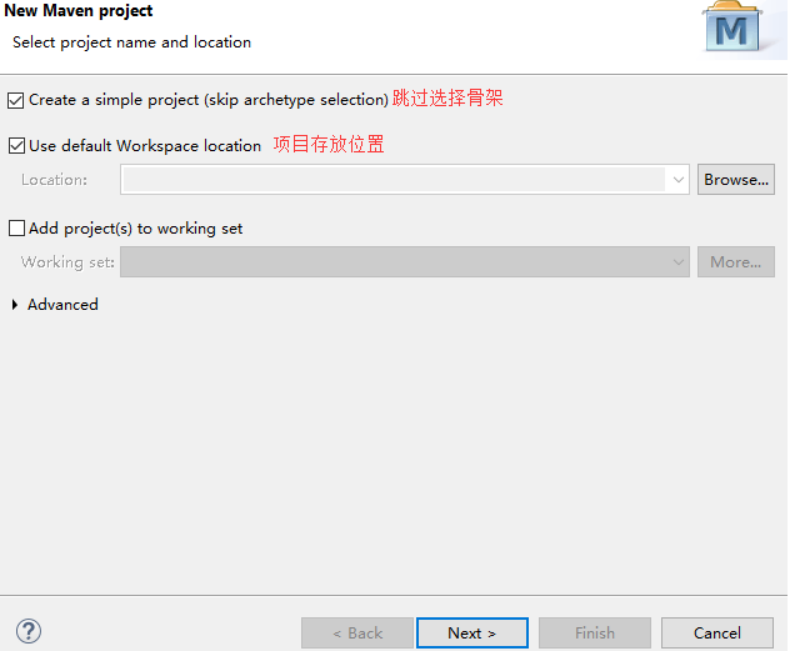 New Maven project
Select project name and location
M
Create a simple project (skip archetype selection) 跳过选择骨架
Use default Workspace location 项目存放位置
Location:
Browse...
Add project(s) to working set
Working set:
More...
Advanced
?
< Back
Next >
Finish
Cancel